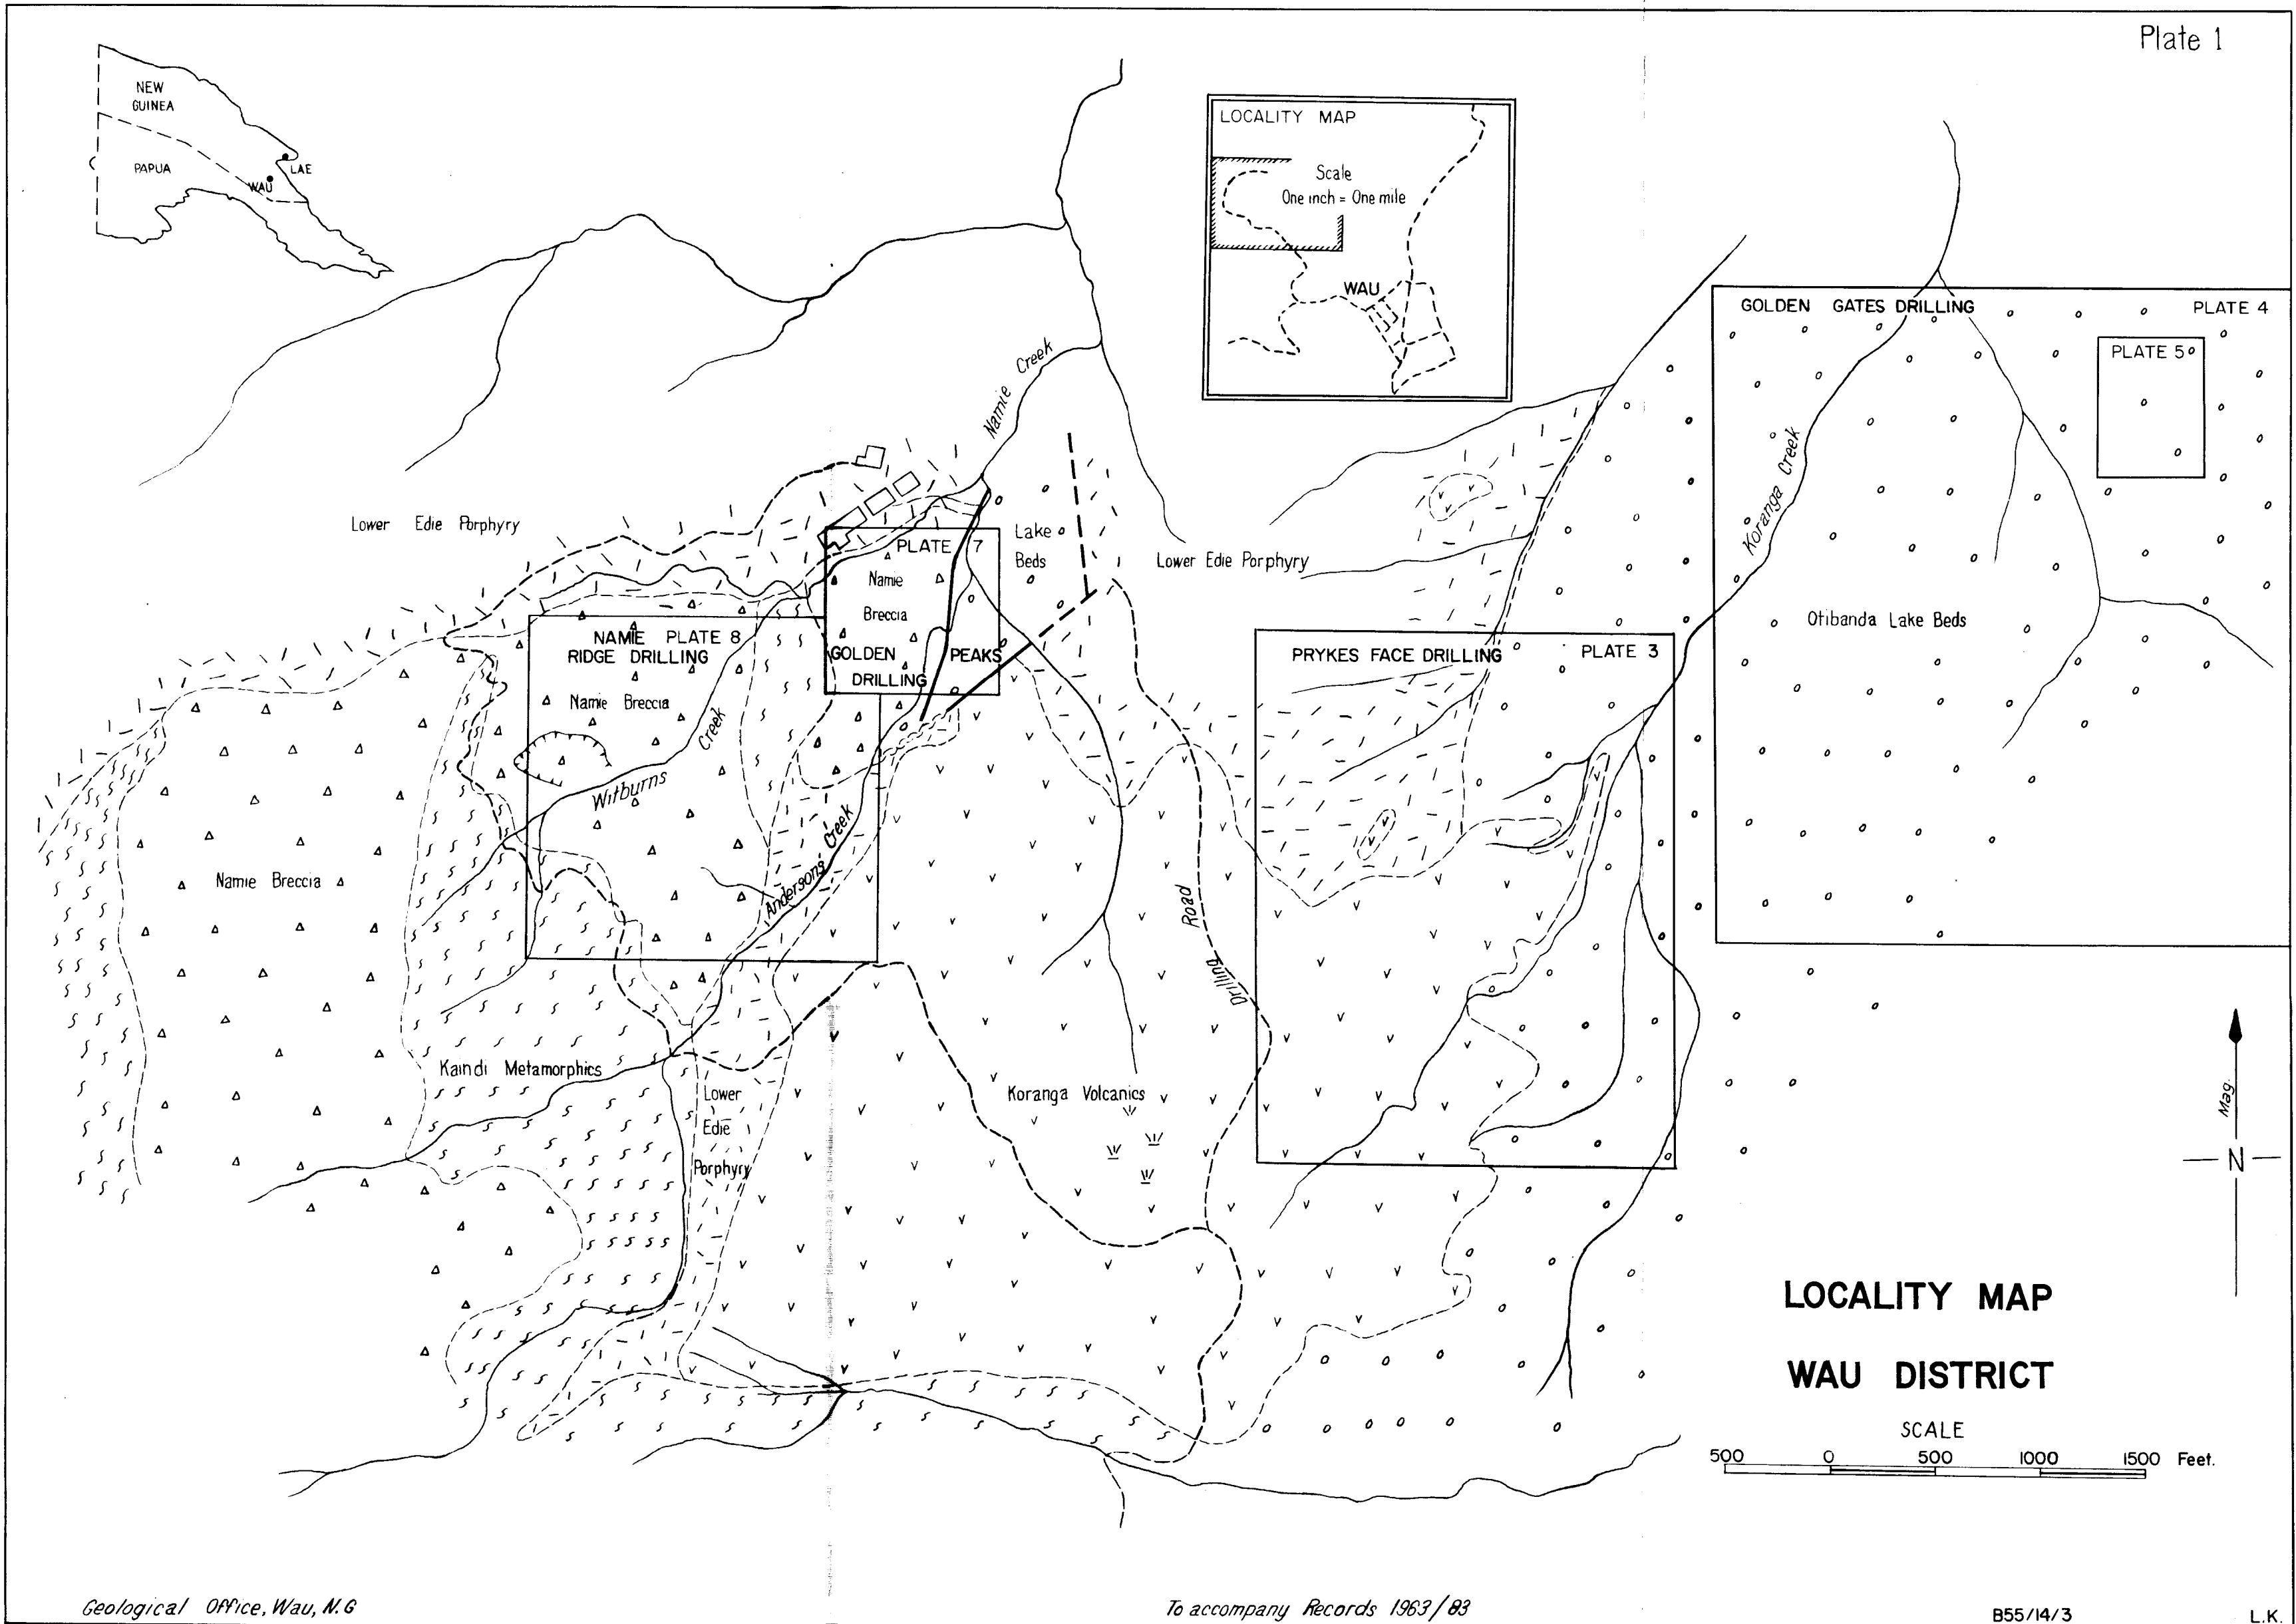 Plate 1
NEW
GUINEA
PAPUA
LAE
WAU
LOCALITY MAP
Scale
One inch = One mile
WAU
GOLDEN GATES DRILLING
PLATE 4
PLATE 5
Namie Creek
Koranga Creek
Lower Edie Porphyry
PLATE 7
Lake
Beds
Lower Edie Porphyry
Namie
Breccia
Otibanda Lake Beds
NAMIE PLATE 8
RIDGE DRILLING
GOLDEN PEAKS
DRILLING
PRYKES FACE DRILLING
PLATE 3
Namie Breccia
Witburns Creek
Andersons' Creek
Namie Breccia
Drilling Road
Kaindi Metamorphics
Lower
Edie
Porphyry
Koranga Volcanics
Mag.
N
LOCALITY MAP
WAU DISTRICT
SCALE
500 0 500 1000 1500 Feet.
Geological Office, Wau, N.G
To accompany Records 1963/83
B55/14/3
L.K.